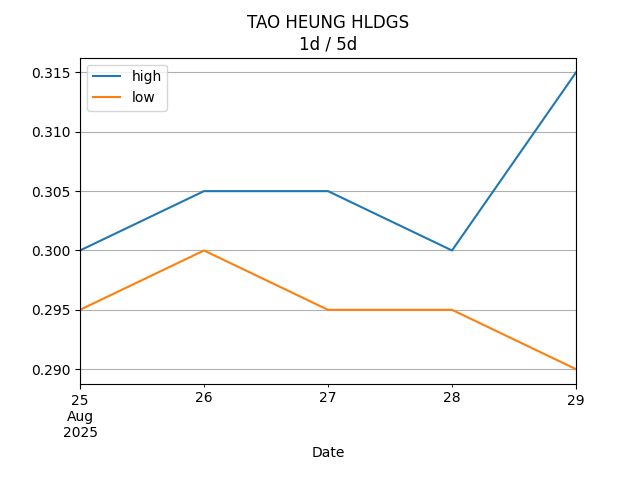 TAO HEUNG HLDGS
1d / 5d
high
low
0.315
0.310
0.305
0.300
0.295
0.290
25 26 27 28 29
Aug
2025
Date